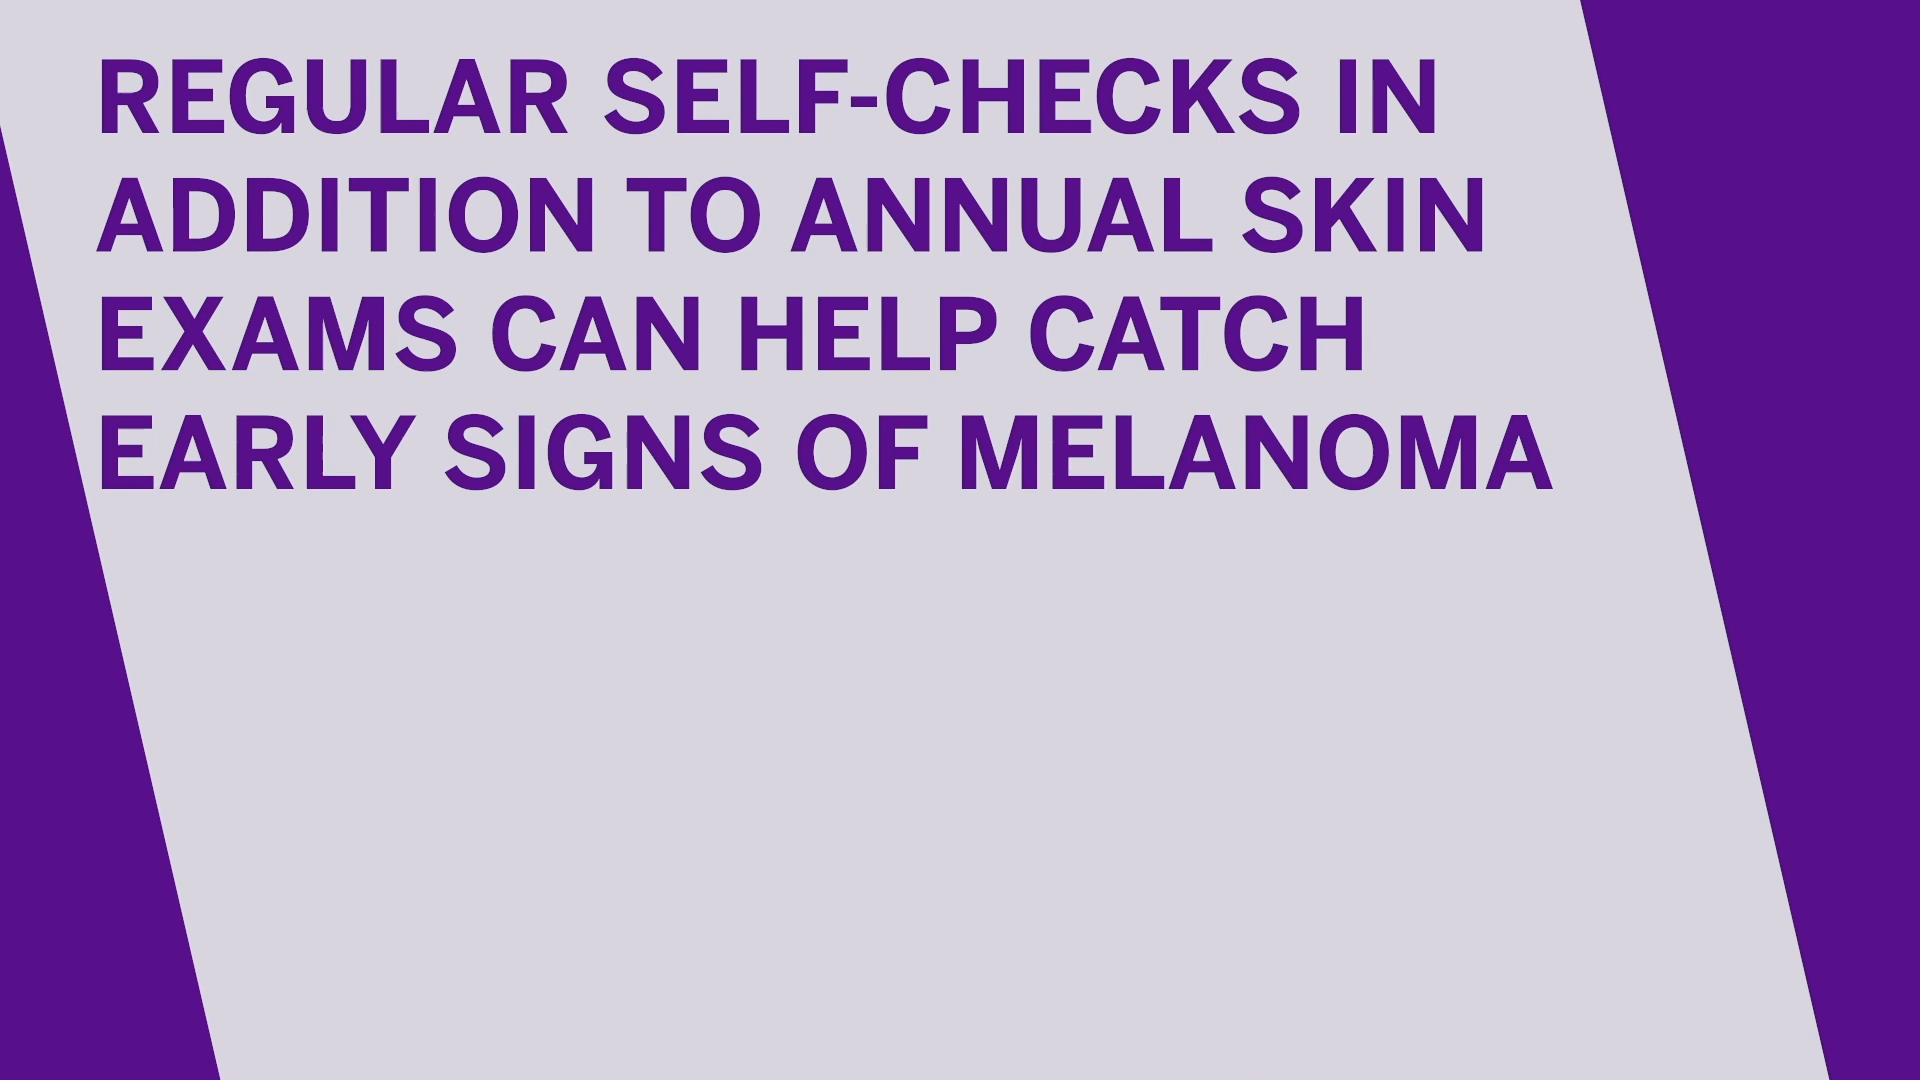 REGULAR SELF-CHECKS IN
ADDITION TO ANNUAL SKIN
EXAMS CAN HELP CATCH
EARLY SIGNS OF MELANOMA